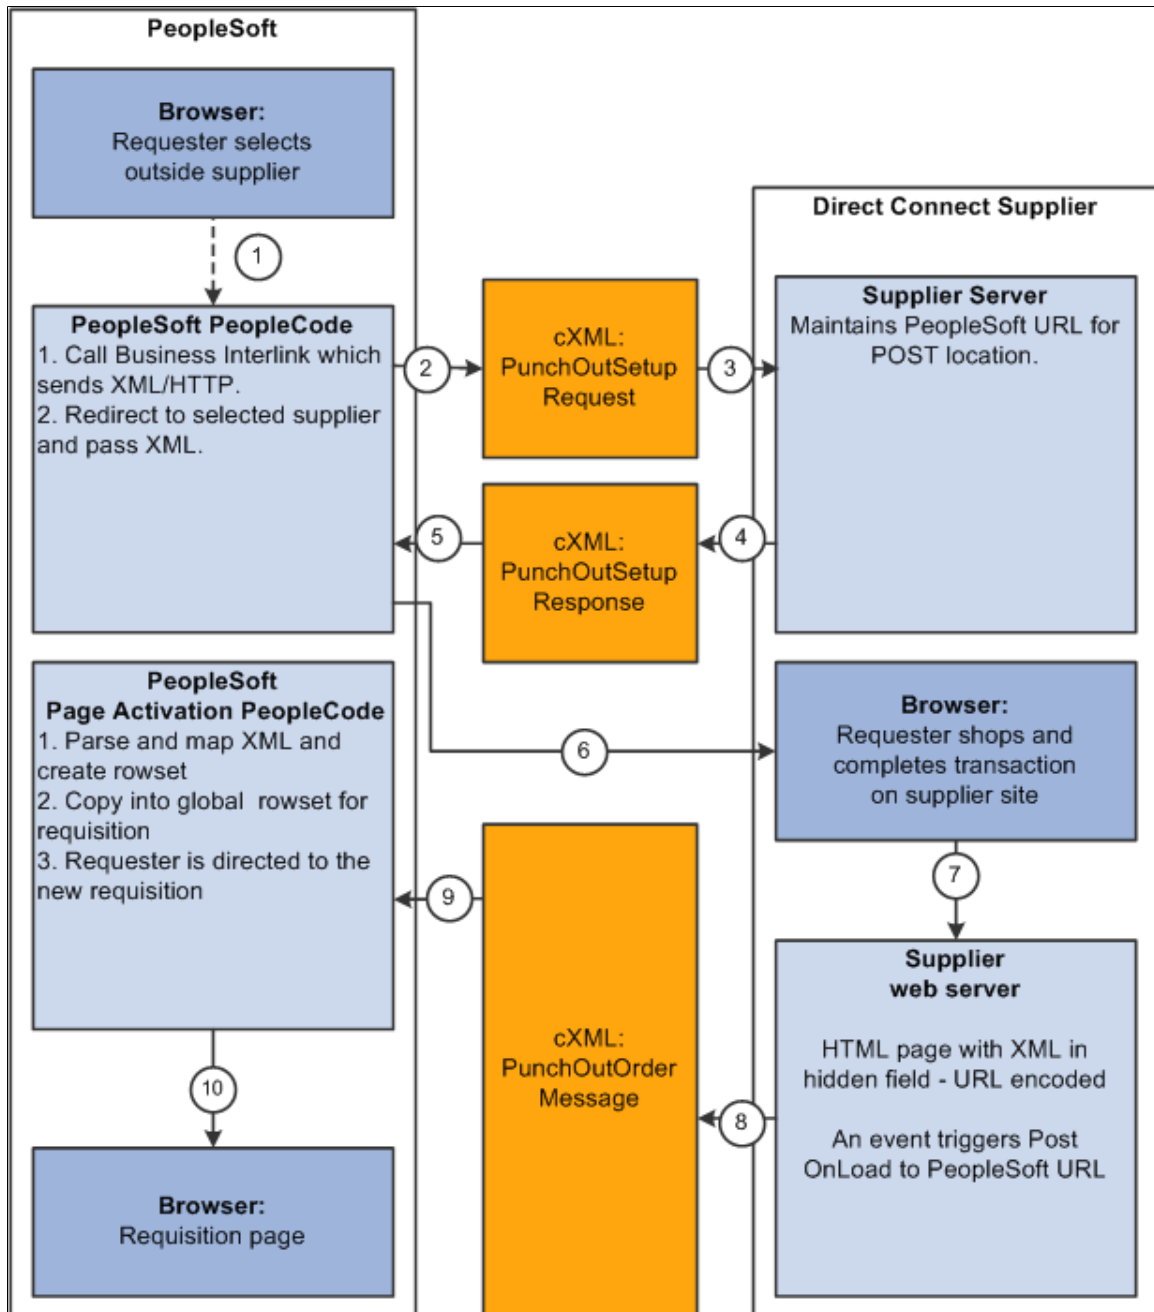 PeopleSoft
Browser:
Requester selects
outside supplier
1
PeopleSoft PeopleCode
1. Call Business Interlink which
sends XML/HTTP.
2. Redirect to selected supplier
and pass XML.
2
cXML:
PunchOutSetup
Request
3
Direct Connect Supplier
Supplier Server
Maintains PeopleSoft URL for
POST location.
4
cXML:
PunchOutSetup
Response
5
6
Browser:
Requester shops and
completes transaction
on supplier site
7
Supplier
web server
HTML page with XML in
hidden field - URL encoded
An event triggers Post
OnLoad to PeopleSoft URL
8
cXML:
PunchOutOrder
Message
9
PeopleSoft
Page Activation PeopleCode
1. Parse and map XML and
create rowset
2. Copy into global rowset for
requisition
3. Requester is directed to the
new requisition
10
Browser:
Requisition page